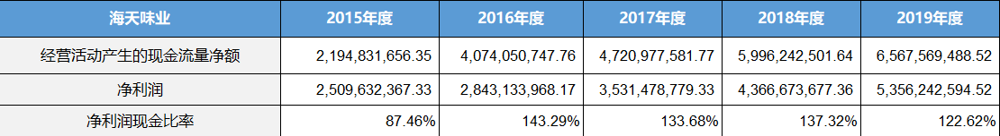 海天味业 2015年度 2016年度 2017年度 2018年度 2019年度
经营活动产生的现金流量净额 2,194,831,656.35 4,074,050,747.76 4,720,977,581.77 5,996,242,501.64 6,567,569,488.52
净利润 2,509,632,367.33 2,843,133,968.17 3,531,478,779.33 4,366,673,677.36 5,356,242,594.52
净利润现金比率 87.46% 143.29% 133.68% 137.32% 122.62%